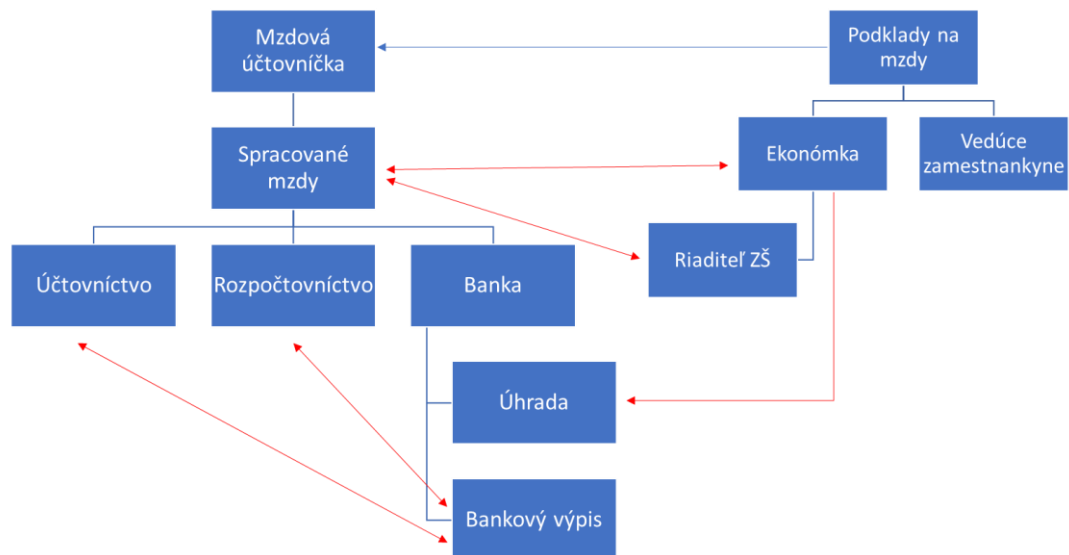 Mzdová
účtovníčka
Podklady na
mzdy
Spracované
mzdy
Ekonómka
Vedúce
zamestnankyne
Riaditeľ ZŠ
Účtovníctvo
Rozpočtovníctvo
Banka
Úhrada
Bankový výpis